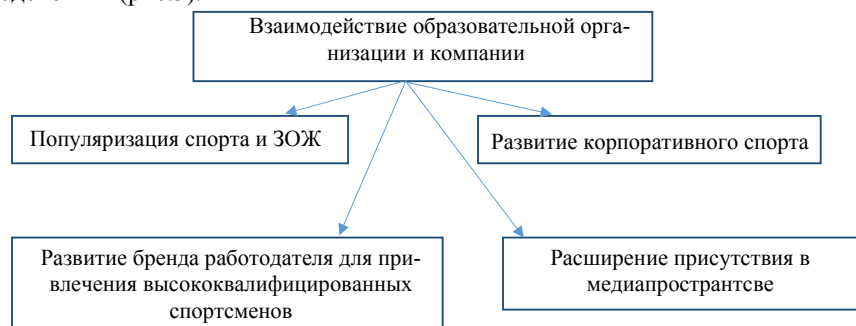 Взаимодействие образовательной орга-
низации и компании
Популяризация спорта и ЗОЖ
Развитие корпоративного спорта
Развитие бренда работодателя для при-
влечения высококвалифицированных
спортсменов
Расширение присутствия в
медиапространтсве